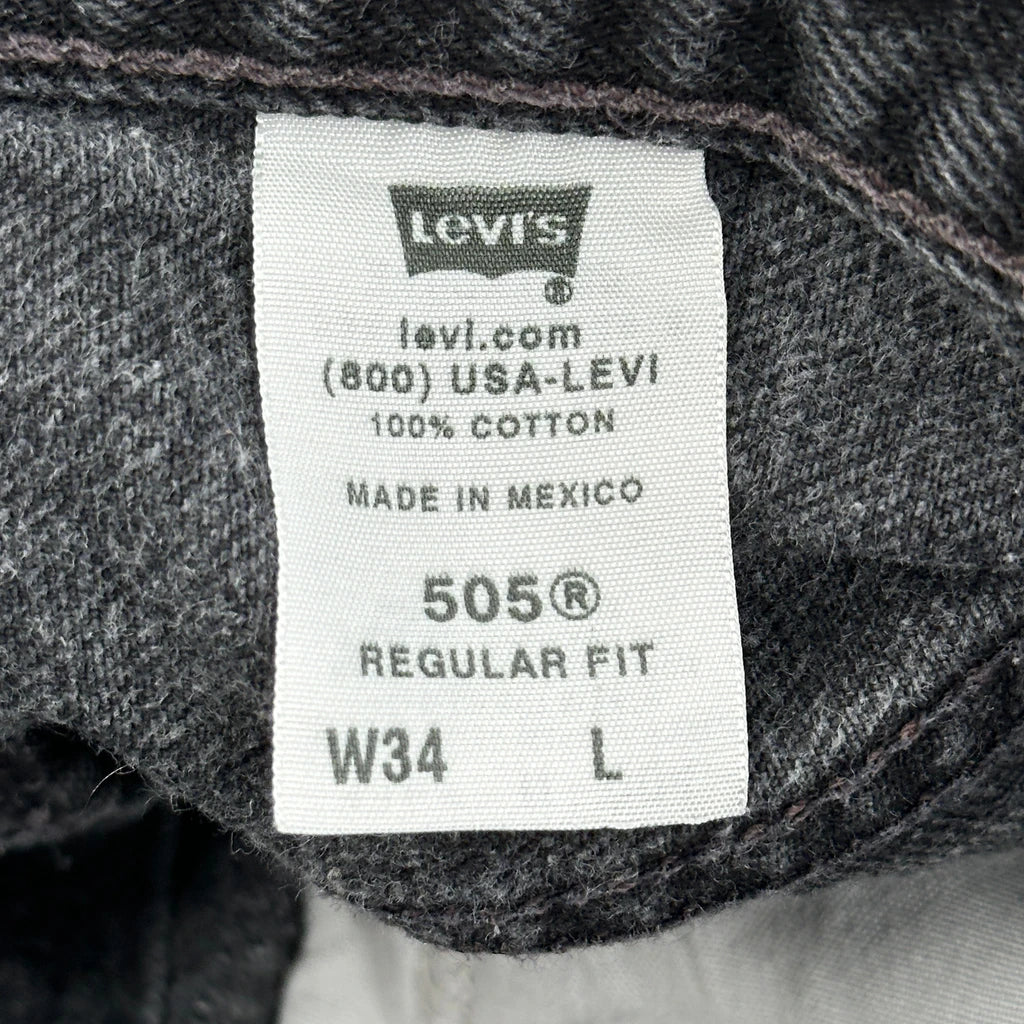 Levi's
®
levi.com
(800) USA-LEVI
100% COTTON
MADE IN MEXICO
505®
REGULAR FIT
W34 L